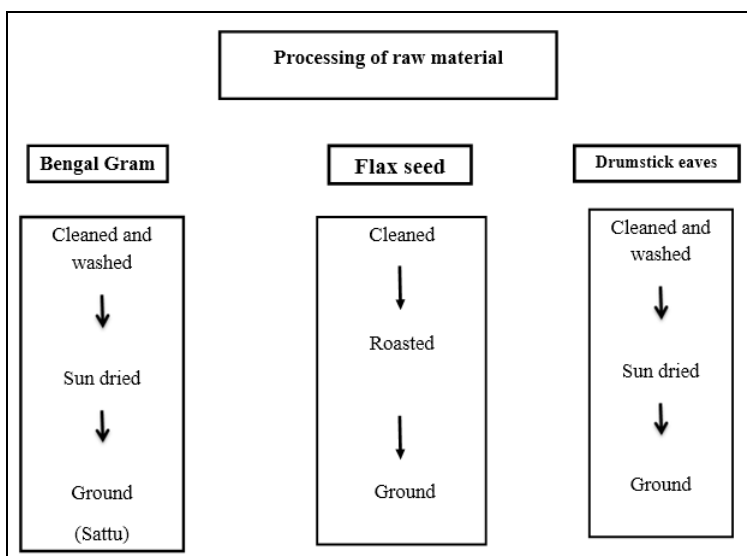 Processing of raw material
Bengal Gram
Cleaned and
washed
Sun dried
Ground
(Sattu)
Flax seed
Cleaned
Roasted
Ground
Drumstick eaves
Cleaned and
washed
Sun dried
Ground